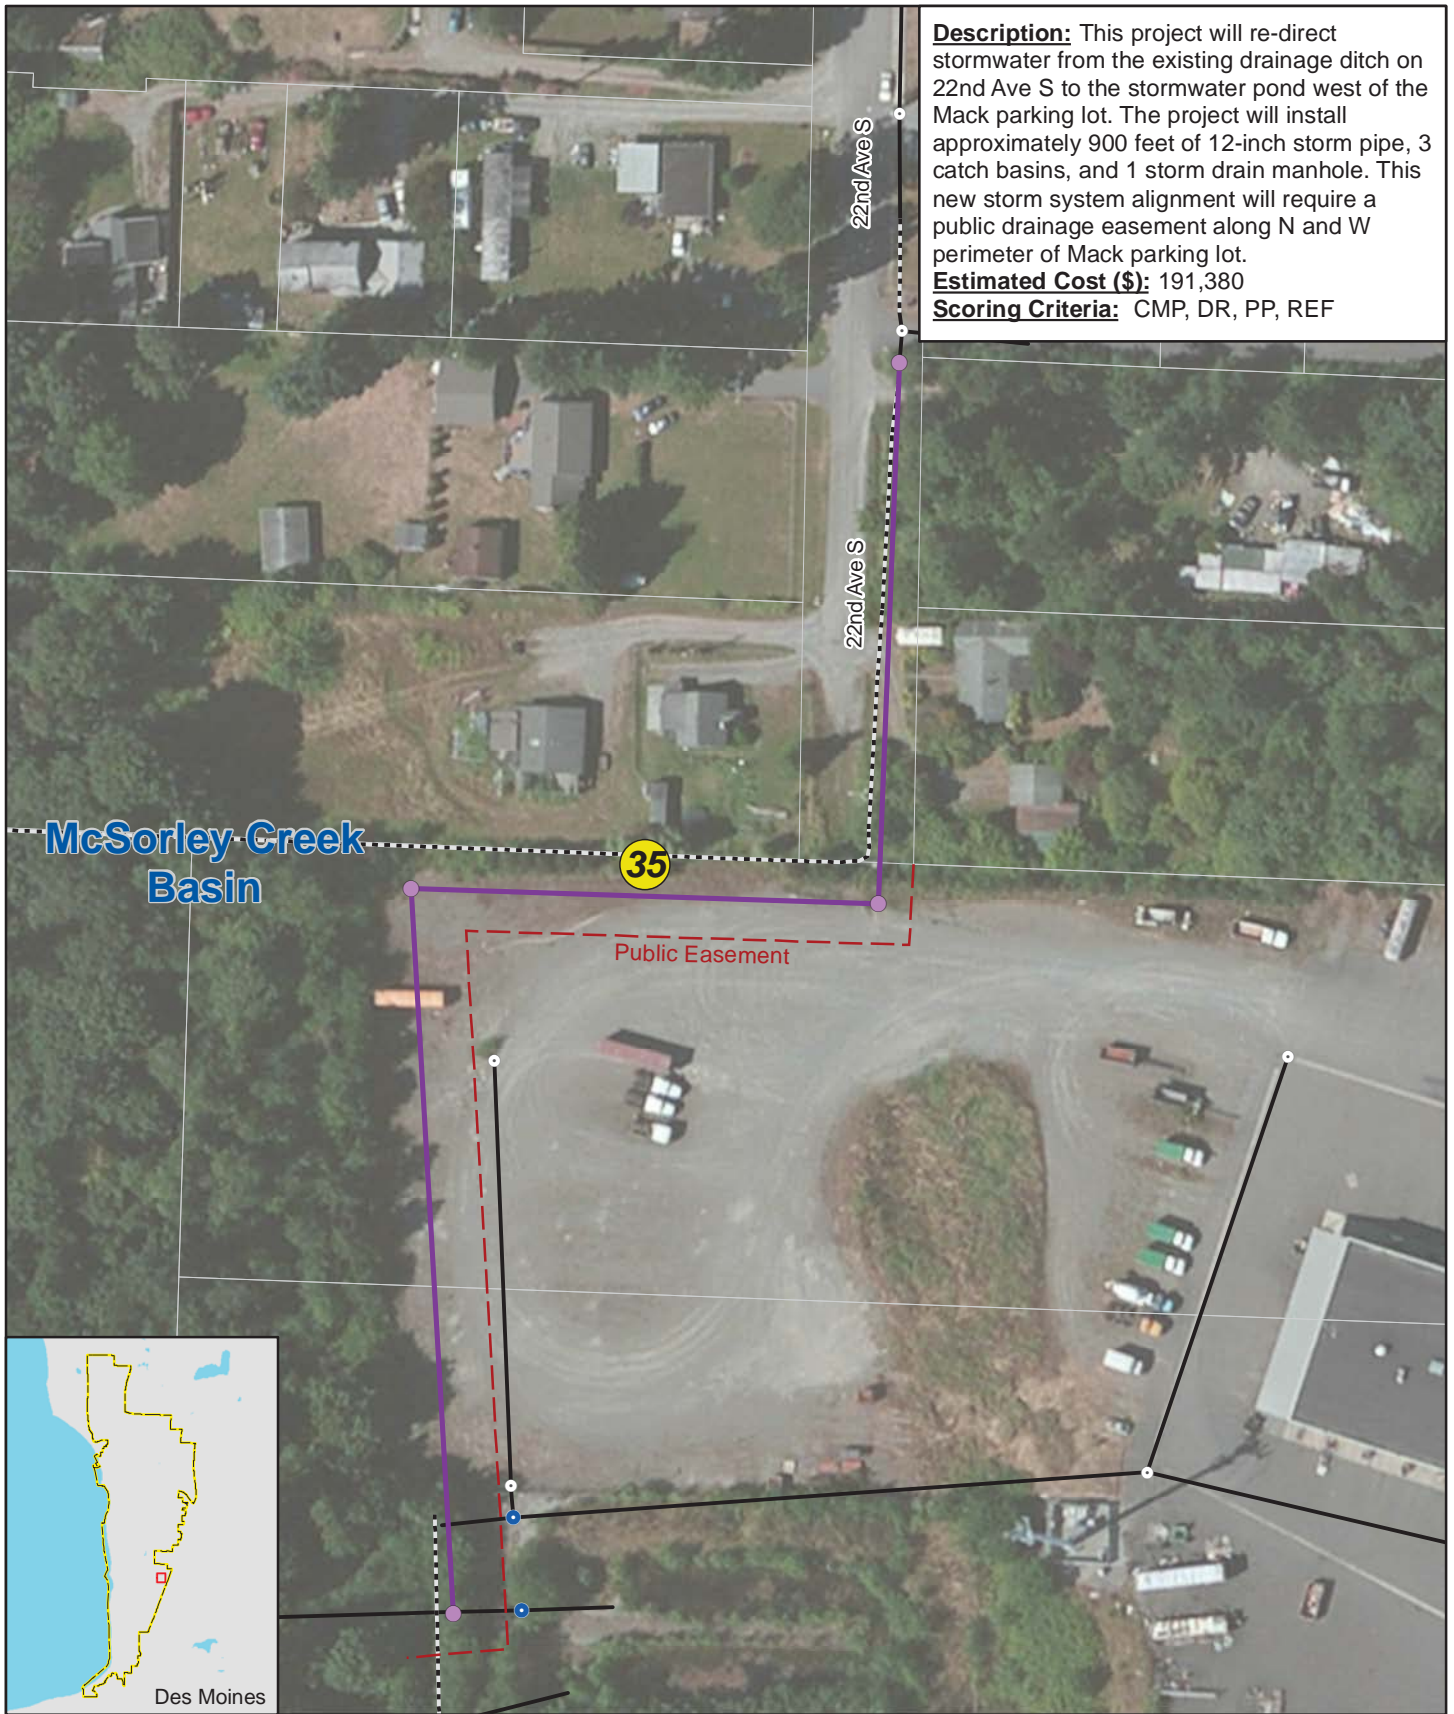 Description: This project will re-direct
stormwater from the existing drainage ditch on
22nd Ave S to the stormwater pond west of the
Mack parking lot. The project will install
approximately 900 feet of 12-inch storm pipe, 3
catch basins, and 1 storm drain manhole. This
new storm system alignment will require a
public drainage easement along N and W
perimeter of Mack parking lot.
Estimated Cost ($): 191,380
Scoring Criteria: CMP, DR, PP, REF
22nd Ave S
22nd Ave S
McSorley Creek
Basin
35
Public Easement
Des Moines